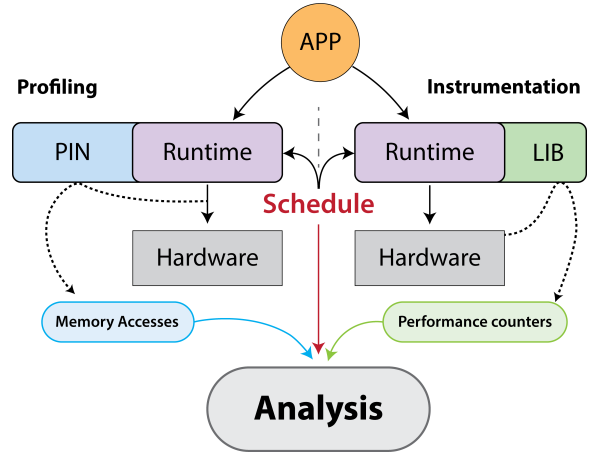 APP
Profiling
Instrumentation
PIN
Runtime
Runtime
LIB
Schedule
Hardware
Hardware
Memory Accesses
Performance counters
Analysis